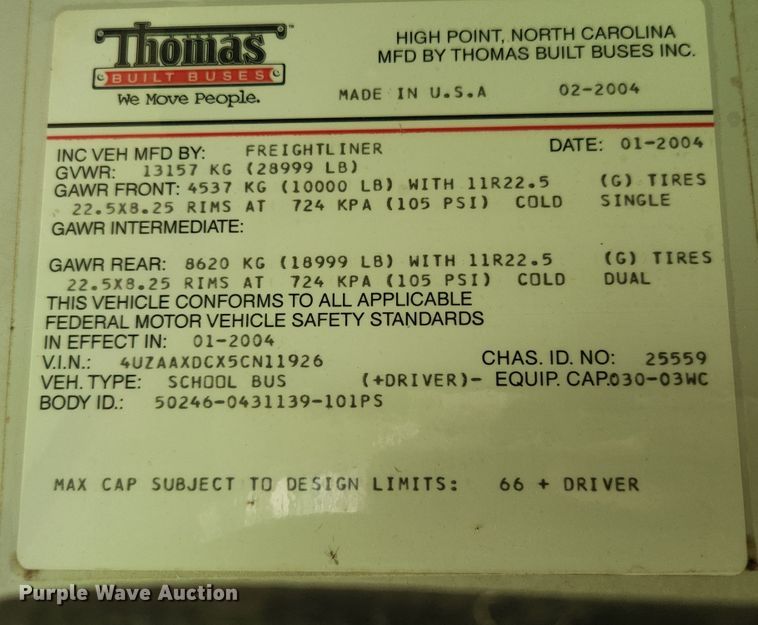 Thomas™
BUILT BUSES
We Move People.
HIGH POINT, NORTH CAROLINA
MFD BY THOMAS BUILT BUSES INC.
MADE IN U.S.A 02-2004
INC VEH MFD BY: FREIGHTLINER DATE: 01-2004
GVWR: 13157 KG (28999 LB)
GAWR FRONT: 4537 KG (10000 LB) WITH 11R22.5 (G) TIRES
22.5X8.25 RIMS AT 724 KPA (105 PSI) COLD SINGLE
GAWR INTERMEDIATE:
GAWR REAR: 8620 KG (18999 LB) WITH 11R22.5 (G) TIRES
22.5X8.25 RIMS AT 724 KPA (105 PSI) COLD DUAL
THIS VEHICLE CONFORMS TO ALL APPLICABLE
FEDERAL MOTOR VEHICLE SAFETY STANDARDS
IN EFFECT IN: 01-2004
V.I.N.: 4UZAAXDCX5CN11926 CHAS. ID. NO: 25559
VEH. TYPE: SCHOOL BUS (+DRIVER)- EQUIP. CAP.030-03WC
BODY ID.: 50246-0431139-101PS
MAX CAP SUBJECT TO DESIGN LIMITS: 66 + DRIVER
Purple Wave Auction